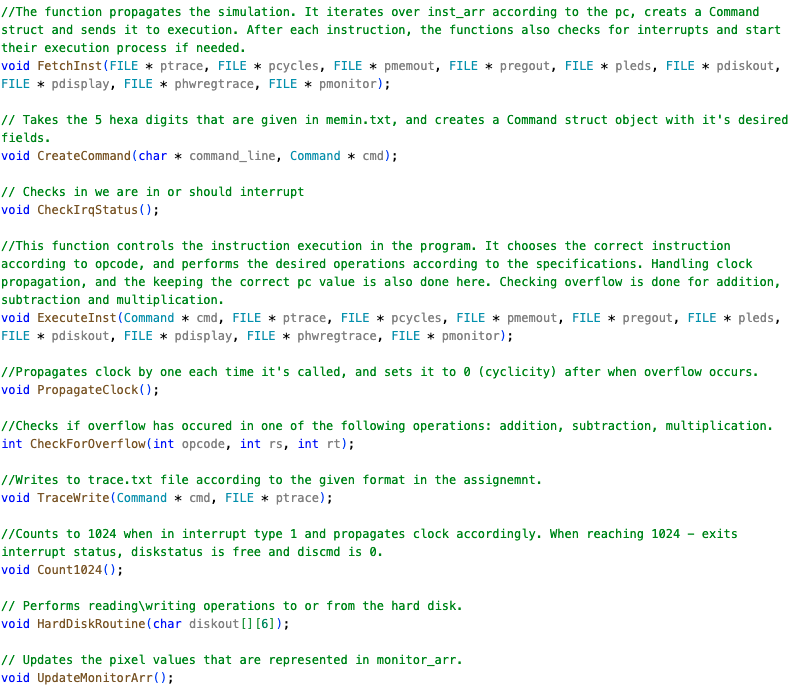 //The function propagates the simulation. It iterates over inst_arr according to the pc, creats a Command
struct and sends it to execution. After each instruction, the functions also checks for interrupts and start
their execution process if needed.
void FetchInst(FILE * ptrace, FILE * pcycles, FILE * pmemout, FILE * pregout, FILE * pleds, FILE * pdiskout,
FILE * pdisplay, FILE * phwregtrace, FILE * pmonitor);

// Takes the 5 hexa digits that are given in memin.txt, and creates a Command struct object with it's desired
fields.
void CreateCommand(char * command_line, Command * cmd);

// Checks in we are in or should interrupt
void CheckIrqStatus();

//This function controls the instruction execution in the program. It chooses the correct instruction
according to opcode, and performs the desired operations according to the specifications. Handling clock
propagation, and the keeping the correct pc value is also done here. Checking overflow is done for addition,
subtraction and multiplication.
void ExecuteInst(Command * cmd, FILE * ptrace, FILE * pcycles, FILE * pmemout, FILE * pregout, FILE * pleds,
FILE * pdiskout, FILE * pdisplay, FILE * phwregtrace, FILE * pmonitor);

//Propagates clock by one each time it's called, and sets it to 0 (cyclicity) after when overflow occurs.
void PropagateClock();

//Checks if overflow has occured in one of the following operations: addition, subtraction, multiplication.
int CheckForOverflow(int opcode, int rs, int rt);

//Writes to trace.txt file according to the given format in the assignemnt.
void TraceWrite(Command * cmd, FILE * ptrace);

//Counts to 1024 when in interrupt type 1 and propagates clock accordingly. When reaching 1024 - exits
interrupt status, diskstatus is free and discmd is 0.
void Count1024();

// Performs reading\writing operations to or from the hard disk.
void HardDiskRoutine(char diskout[][6]);

// Updates the pixel values that are represented in monitor_arr.
void UpdateMonitorArr();